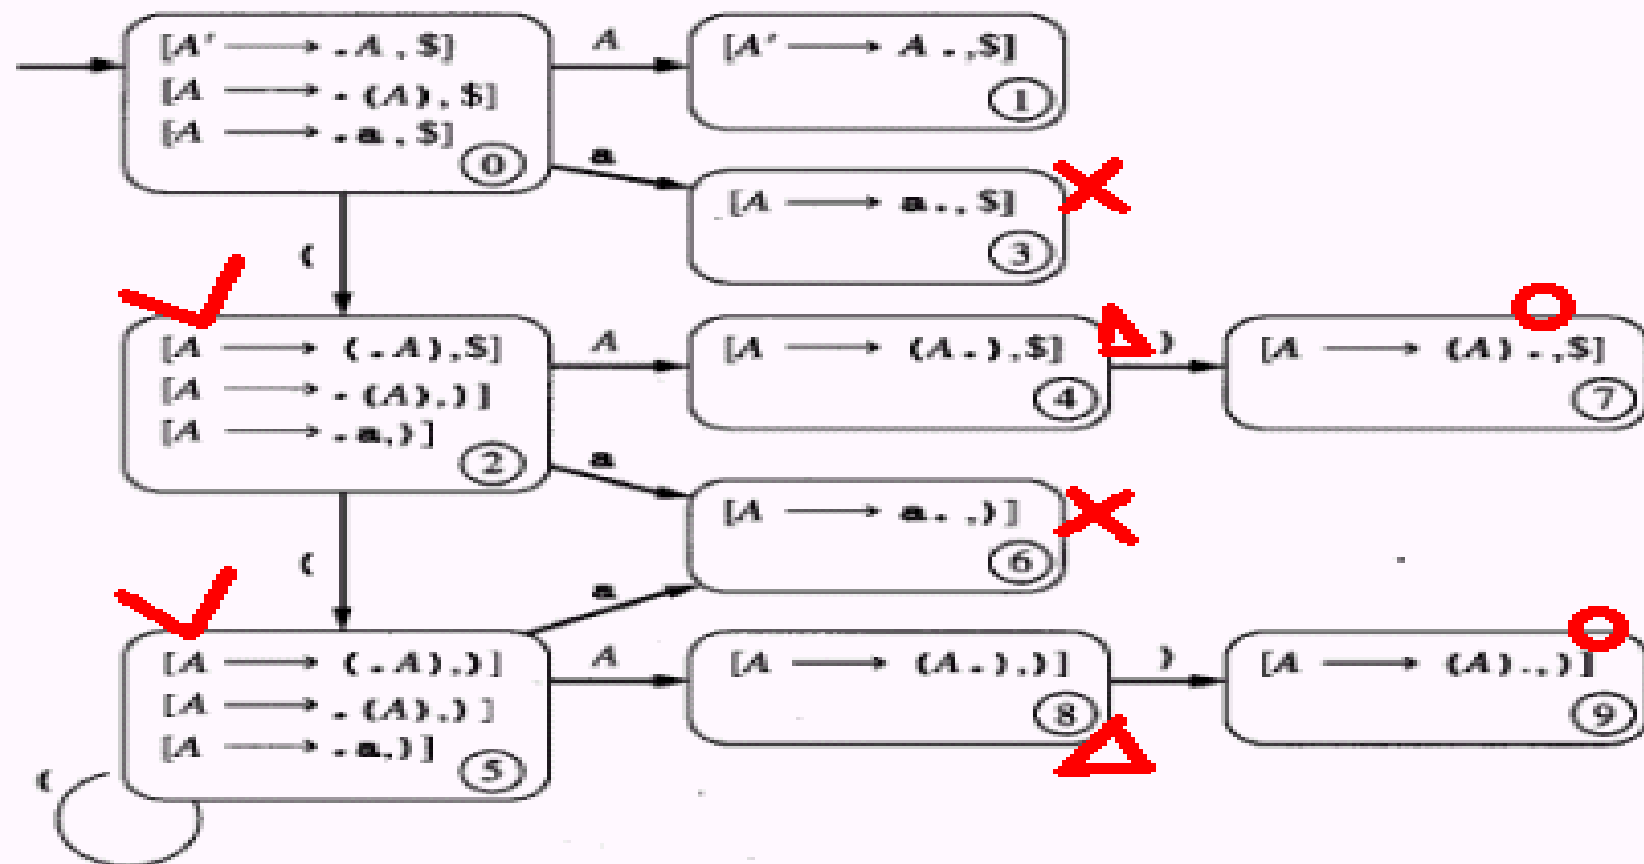 [A' ⟶ .A,$]
[A ⟶ .(A),$]
[A ⟶ .a,$]
0
A
[A' ⟶ A.,$]
1
a
[A ⟶ a.,$]
3
(
[A ⟶ (.A),$]
[A ⟶ .(A),)]
[A ⟶ .a,)]
2
A
[A ⟶ (A.),$]
4
)
[A ⟶ (A).,$]
7
a
[A ⟶ a.,)]
6
(
a
[A ⟶ (.A),)]
[A ⟶ .(A),)]
[A ⟶ .a,)]
5
A
[A ⟶ (A.),)]
8
)
[A ⟶ (A).,)]
9
(